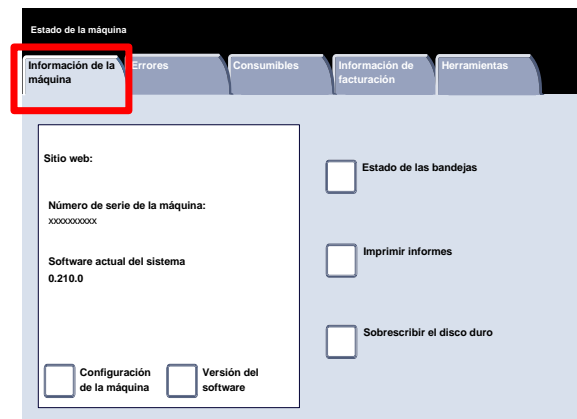 Estado de la máquina
Información de la
máquina
Errores
Consumibles
Información de
facturación
Herramientas
Sitio web:
Número de serie de la máquina:
xxxxxxxxx
Software actual del sistema
0.210.0
Configuración
de la máquina
Versión del
software
Estado de las bandejas
Imprimir informes
Sobrescribir el disco duro